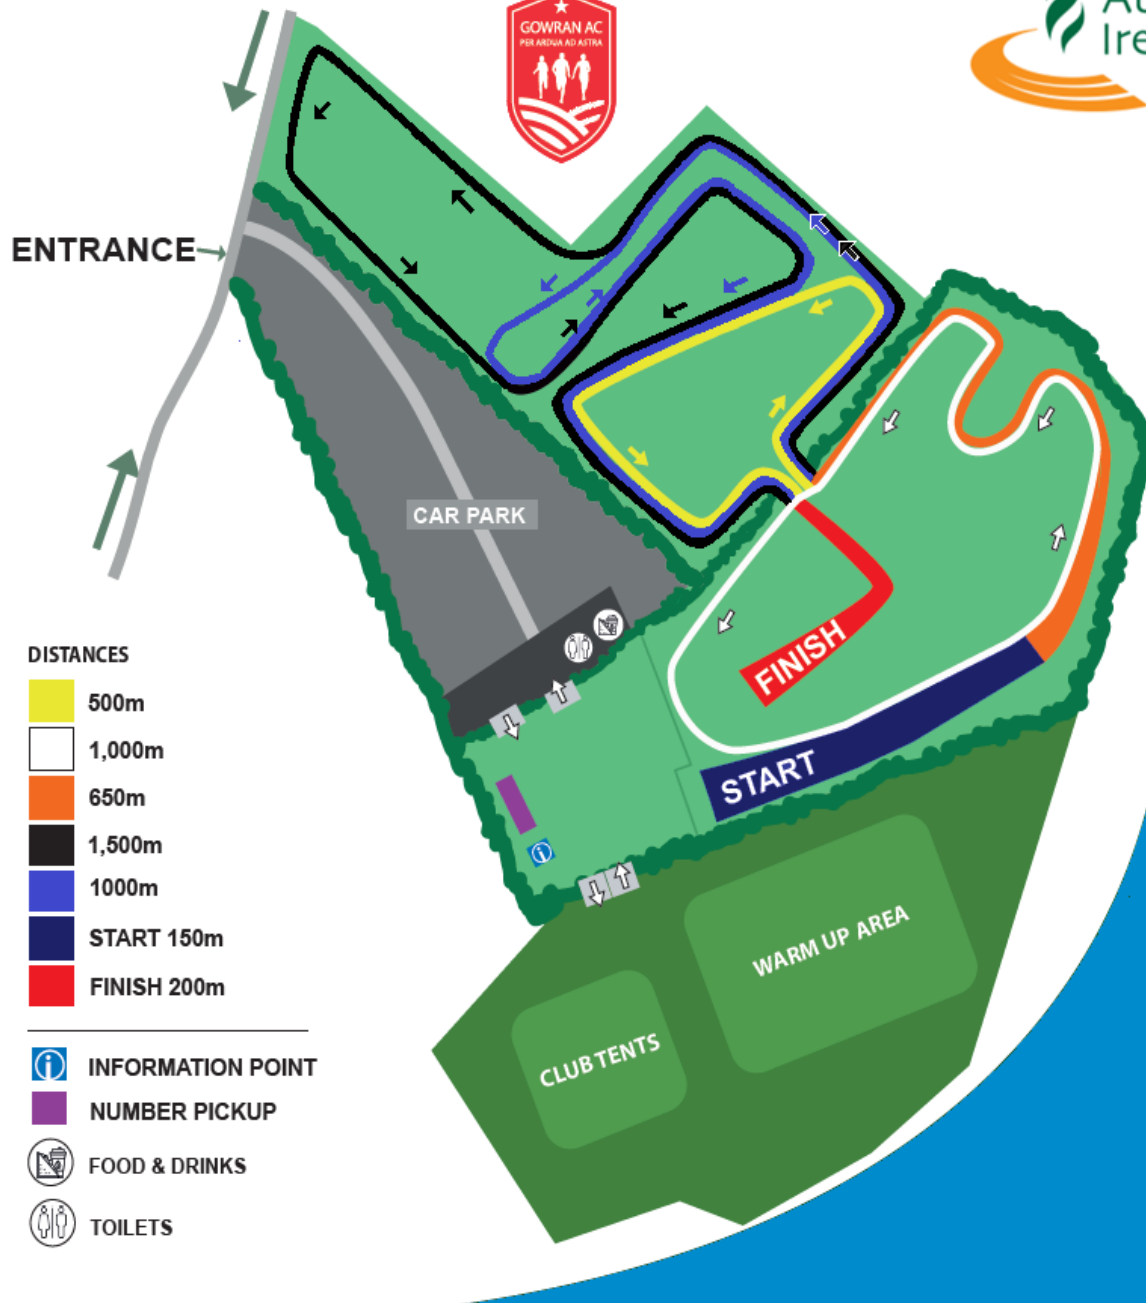 GOWRAN AC
PER ARDUA AD ASTRA
ENTRANCE
CAR PARK
FINISH
START
WARM UP AREA
CLUB TENTS
DISTANCES
500m
1,000m
650m
1,500m
1000m
START 150m
FINISH 200m
INFORMATION POINT
NUMBER PICKUP
FOOD & DRINKS
TOILETS